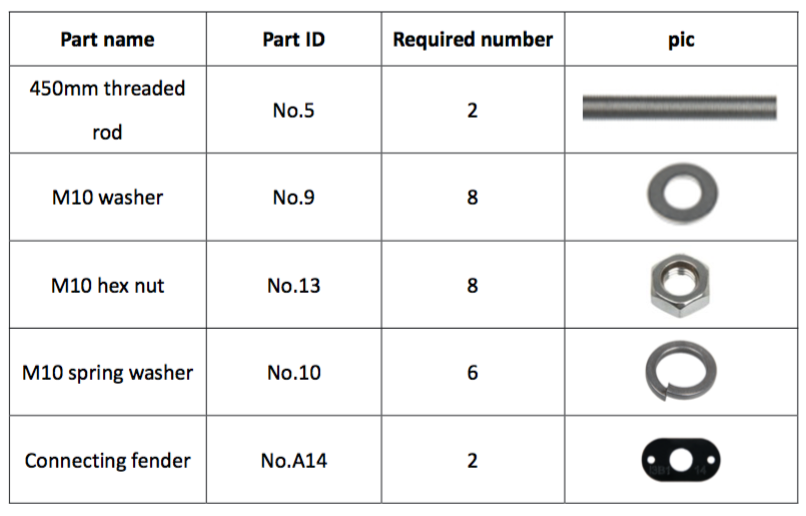 Part name Part ID Required number pic
450mm threaded
rod
No.5 2
M10 washer No.9 8
M10 hex nut No.13 8
M10 spring washer No.10 6
Connecting fender No.A14 2
14